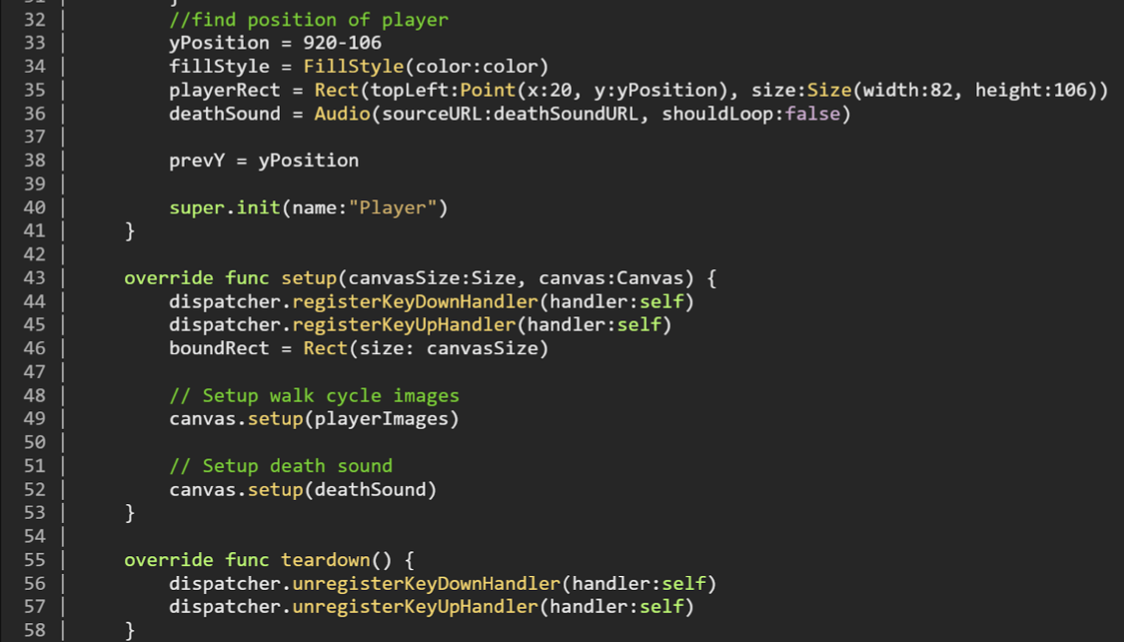 31 | }
32 | //find position of player
33 | yPosition = 920-106
34 | fillStyle = FillStyle(color:color)
35 | playerRect = Rect(topLeft:Point(x:20, y:yPosition), size:Size(width:82, height:106))
36 | deathSound = Audio(sourceURL:deathSoundURL, shouldLoop:false)
37 |
38 | prevY = yPosition
39 |
40 | super.init(name:"Player")
41 | }
42 |
43 | override func setup(canvasSize:Size, canvas:Canvas) {
44 | dispatcher.registerKeyDownHandler(handler:self)
45 | dispatcher.registerKeyUpHandler(handler:self)
46 | boundRect = Rect(size: canvasSize)
47 |
48 | // Setup walk cycle images
49 | canvas.setup(playerImages)
50 |
51 | // Setup death sound
52 | canvas.setup(deathSound)
53 | }
54 |
55 | override func teardown() {
56 | dispatcher.unregisterKeyDownHandler(handler:self)
57 | dispatcher.unregisterKeyUpHandler(handler:self)
58 | }